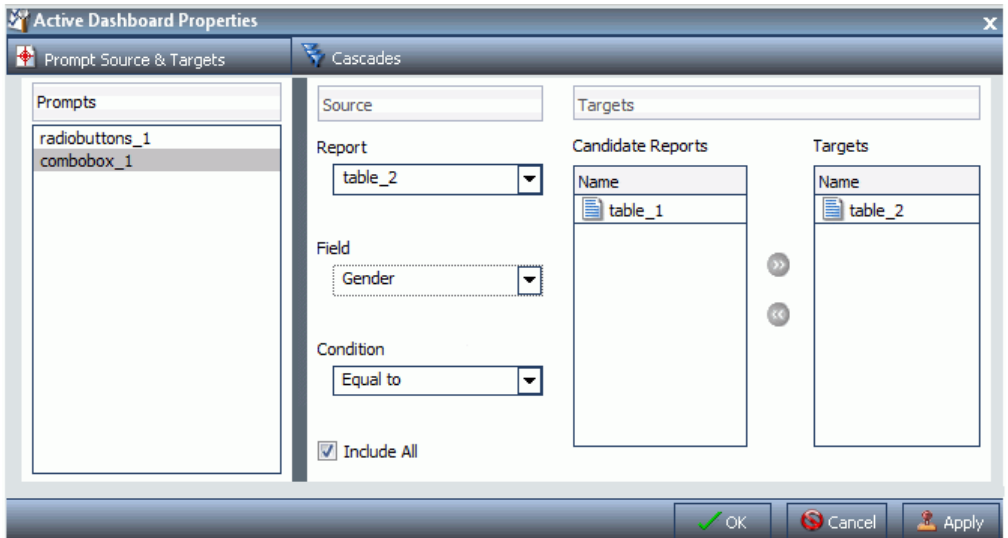 Active Dashboard Properties
x
Prompt Source & Targets
Cascades
Prompts
radiobuttons_1
combobox_1
Source
Report
table_2
Field
Gender
Condition
Equal to
Include All
Targets
Candidate Reports
Name
table_1
Targets
Name
table_2
OK
Cancel
Apply